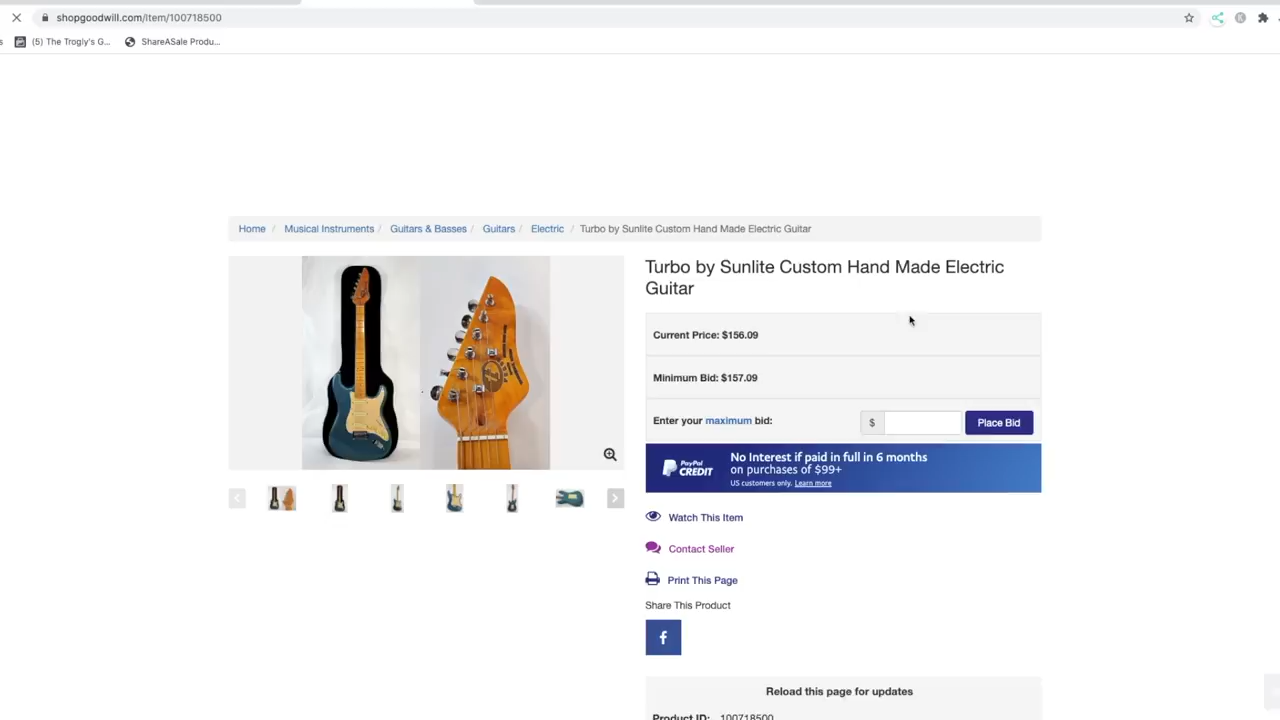 shopgoodwill.com/Item/100718500
s (5) The Trogly's G... ShareASale Produ...
Home / Musical Instruments / Guitars & Basses / Guitars / Electric / Turbo by Sunlite Custom Hand Made Electric Guitar
Turbo by Sunlite Custom Hand Made Electric
Guitar
Current Price: $156.09
Minimum Bid: $157.09
Enter your maximum bid:
$
Place Bid
PayPal
CREDIT
No Interest if paid in full in 6 months
on purchases of $99+
US customers only. Learn more
Watch This Item
Contact Seller
Print This Page
Share This Product
f
Reload this page for updates
Product ID: 100718500